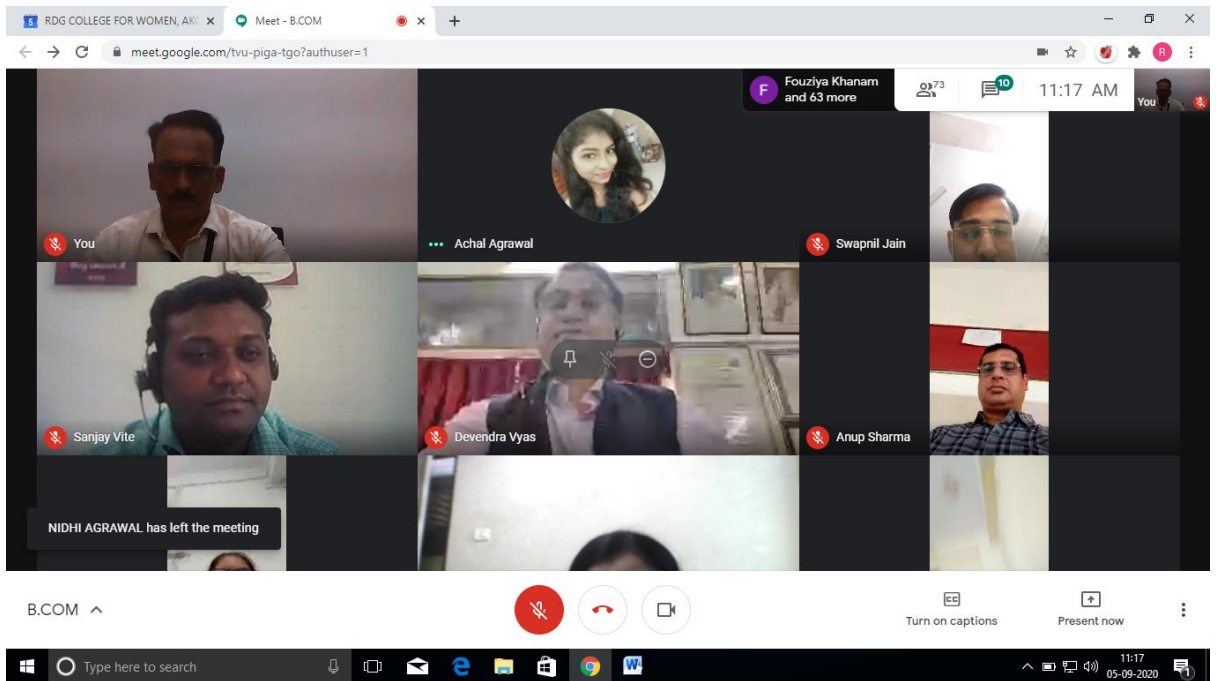 RDG COLLEGE FOR WOMEN, AK
Meet - B.COM
meet.google.com/tvu-piga-tgo?authuser=1
R
F
Fouziya Khanam
and 63 more
73
10
11:17 AM
You
You
Achal Agrawal
Swapnil Jain
Sanjay Vite
Devendra Vyas
Anup Sharma
NIDHI AGRAWAL has left the meeting
B.COM
CC
Turn on captions
Present now
Type here to search
11:17
05-09-2020
1